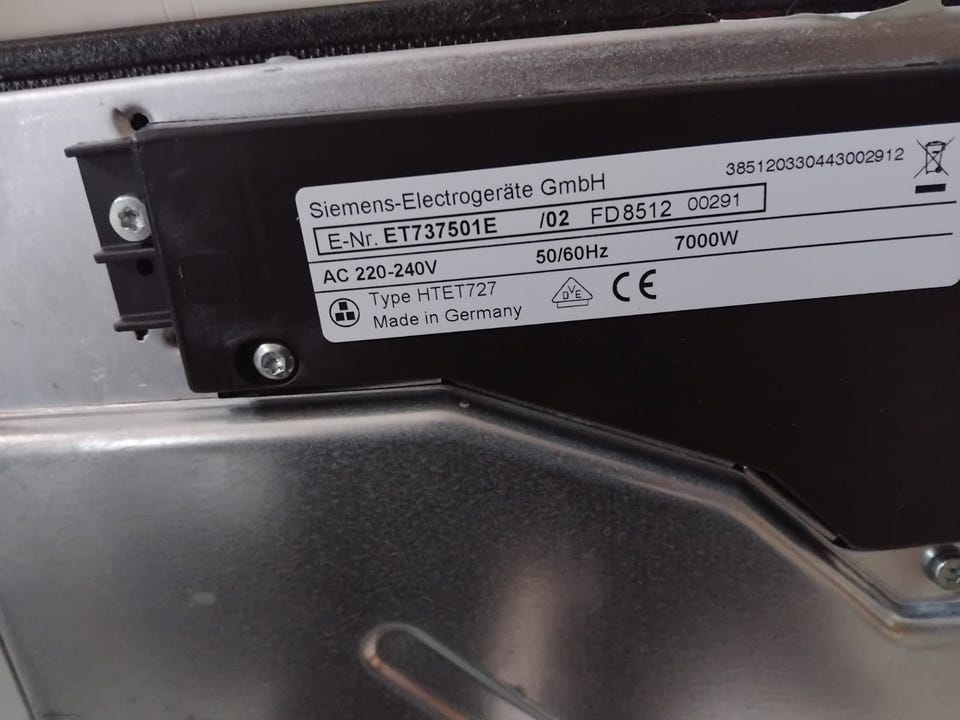 Siemens-Electrogeräte GmbH 385120330443002912
E-Nr. ET737501E /02 FD8512 00291
AC 220-240V 50/60Hz 7000W
Type HTET727
Made in Germany
DVE CE